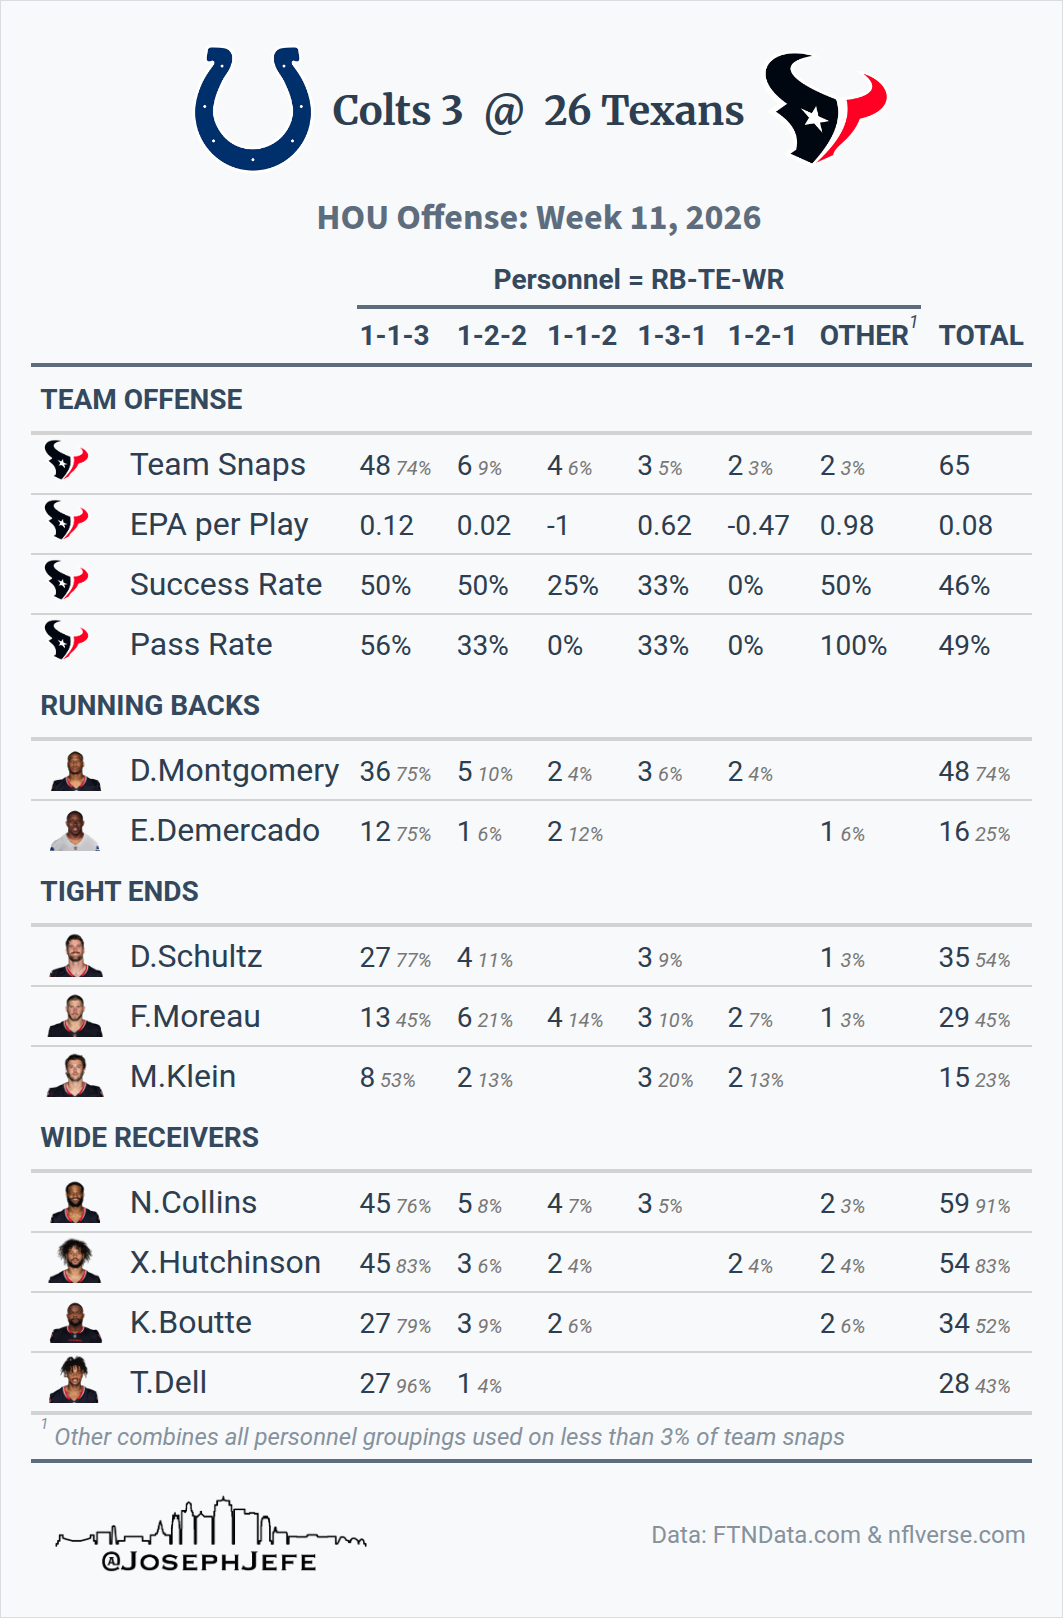 Colts 3 @ 26 Texans
HOU Offense: Week 11, 2026
Personnel = RB-TE-WR
1-1-3 1-2-2 1-1-2 1-3-1 1-2-1 OTHER1 TOTAL
TEAM OFFENSE
Team Snaps 48 74% 6 9% 4 6% 3 5% 2 3% 2 3% 65
EPA per Play 0.12 0.02 -1 0.62 -0.47 0.98 0.08
Success Rate 50% 50% 25% 33% 0% 50% 46%
Pass Rate 56% 33% 0% 33% 0% 100% 49%
RUNNING BACKS
D.Montgomery 36 75% 5 10% 2 4% 3 6% 2 4% 48 74%
E.Demercado 12 75% 1 6% 2 12% 1 6% 16 25%
TIGHT ENDS
D.Schultz 27 77% 4 11% 3 9% 1 3% 35 54%
F.Moreau 13 45% 6 21% 4 14% 3 10% 2 7% 1 3% 29 45%
M.Klein 8 53% 2 13% 3 20% 2 13% 15 23%
WIDE RECEIVERS
N.Collins 45 76% 5 8% 4 7% 3 5% 2 3% 59 91%
X.Hutchinson 45 83% 3 6% 2 4% 2 4% 2 4% 54 83%
K.Boutte 27 79% 3 9% 2 6% 2 6% 34 52%
T.Dell 27 96% 1 4% 28 43%
1 Other combines all personnel groupings used on less than 3% of team snaps
@JosephJefe
Data: FTNData.com & nflverse.com